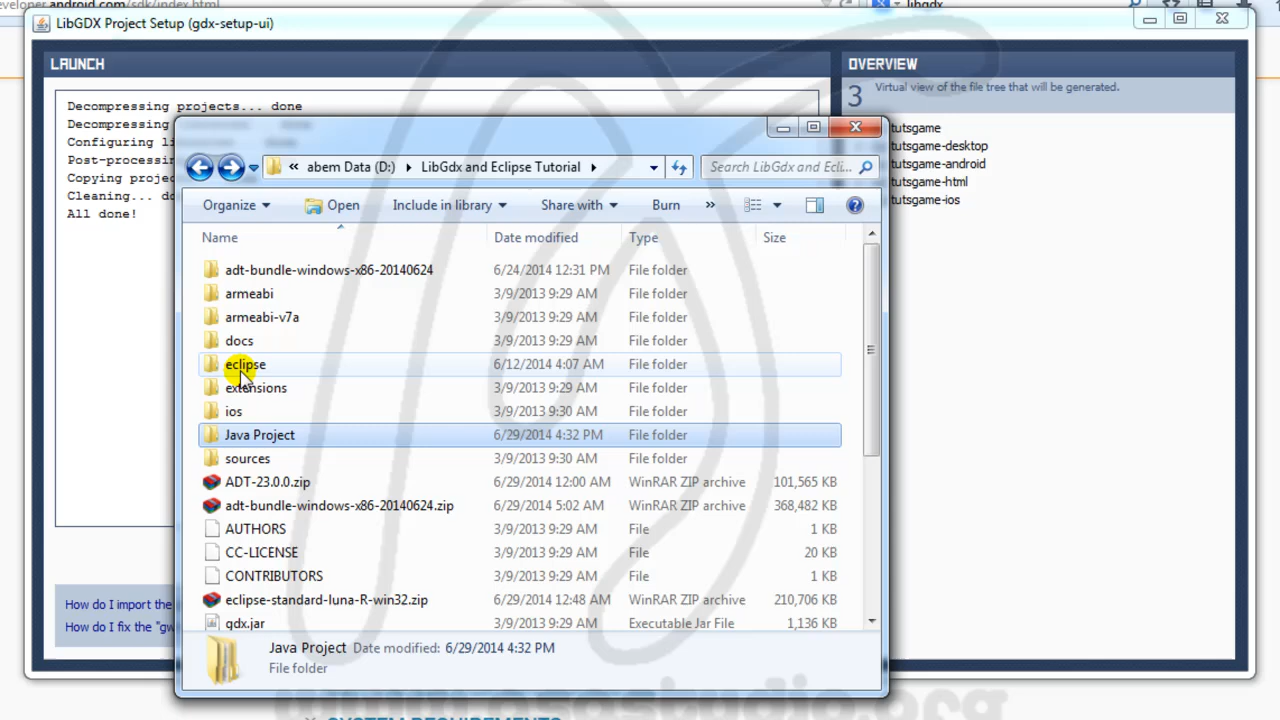 developer.android.com/sdk/index.html
libgdx
LibGDX Project Setup (gdx-setup-ui)
LAUNCH
OVERVIEW
3
Virtual view of the file tree that will be generated.
Decompressing projects... done
Decompressing
Configuring
Post-processin
Copying projec
Cleaning... do
All done!
tutsgame
tutsgame-desktop
tutsgame-android
tutsgame-html
tutsgame-ios
« abem Data (D:) ▸ LibGdx and Eclipse Tutorial ▸
Search LibGdx and Ecli...
Organize Open Include in library Share with Burn »
Name Date modified Type Size
adt-bundle-windows-x86-20140624 6/24/2014 12:31 PM File folder
armeabi 3/9/2013 9:29 AM File folder
armeabi-v7a 3/9/2013 9:29 AM File folder
docs 3/9/2013 9:29 AM File folder
eclipse 6/12/2014 4:07 AM File folder
extensions 3/9/2013 9:29 AM File folder
ios 3/9/2013 9:30 AM File folder
Java Project 6/29/2014 4:32 PM File folder
sources 3/9/2013 9:30 AM File folder
ADT-23.0.0.zip 6/29/2014 12:00 AM WinRAR ZIP archive 101,565 KB
adt-bundle-windows-x86-20140624.zip 6/29/2014 5:02 AM WinRAR ZIP archive 368,482 KB
AUTHORS 3/9/2013 9:29 AM File 1 KB
CC-LICENSE 3/9/2013 9:29 AM File 20 KB
CONTRIBUTORS 3/9/2013 9:29 AM File 1 KB
eclipse-standard-luna-R-win32.zip 6/29/2014 12:48 AM WinRAR ZIP archive 210,706 KB
gdx.jar 3/9/2013 9:29 AM Executable Jar File 1,136 KB
How do I import the
How do I fix the "gw
Java Project Date modified: 6/29/2014 4:32 PM
File folder
SYSTEM REQUIREMENTS